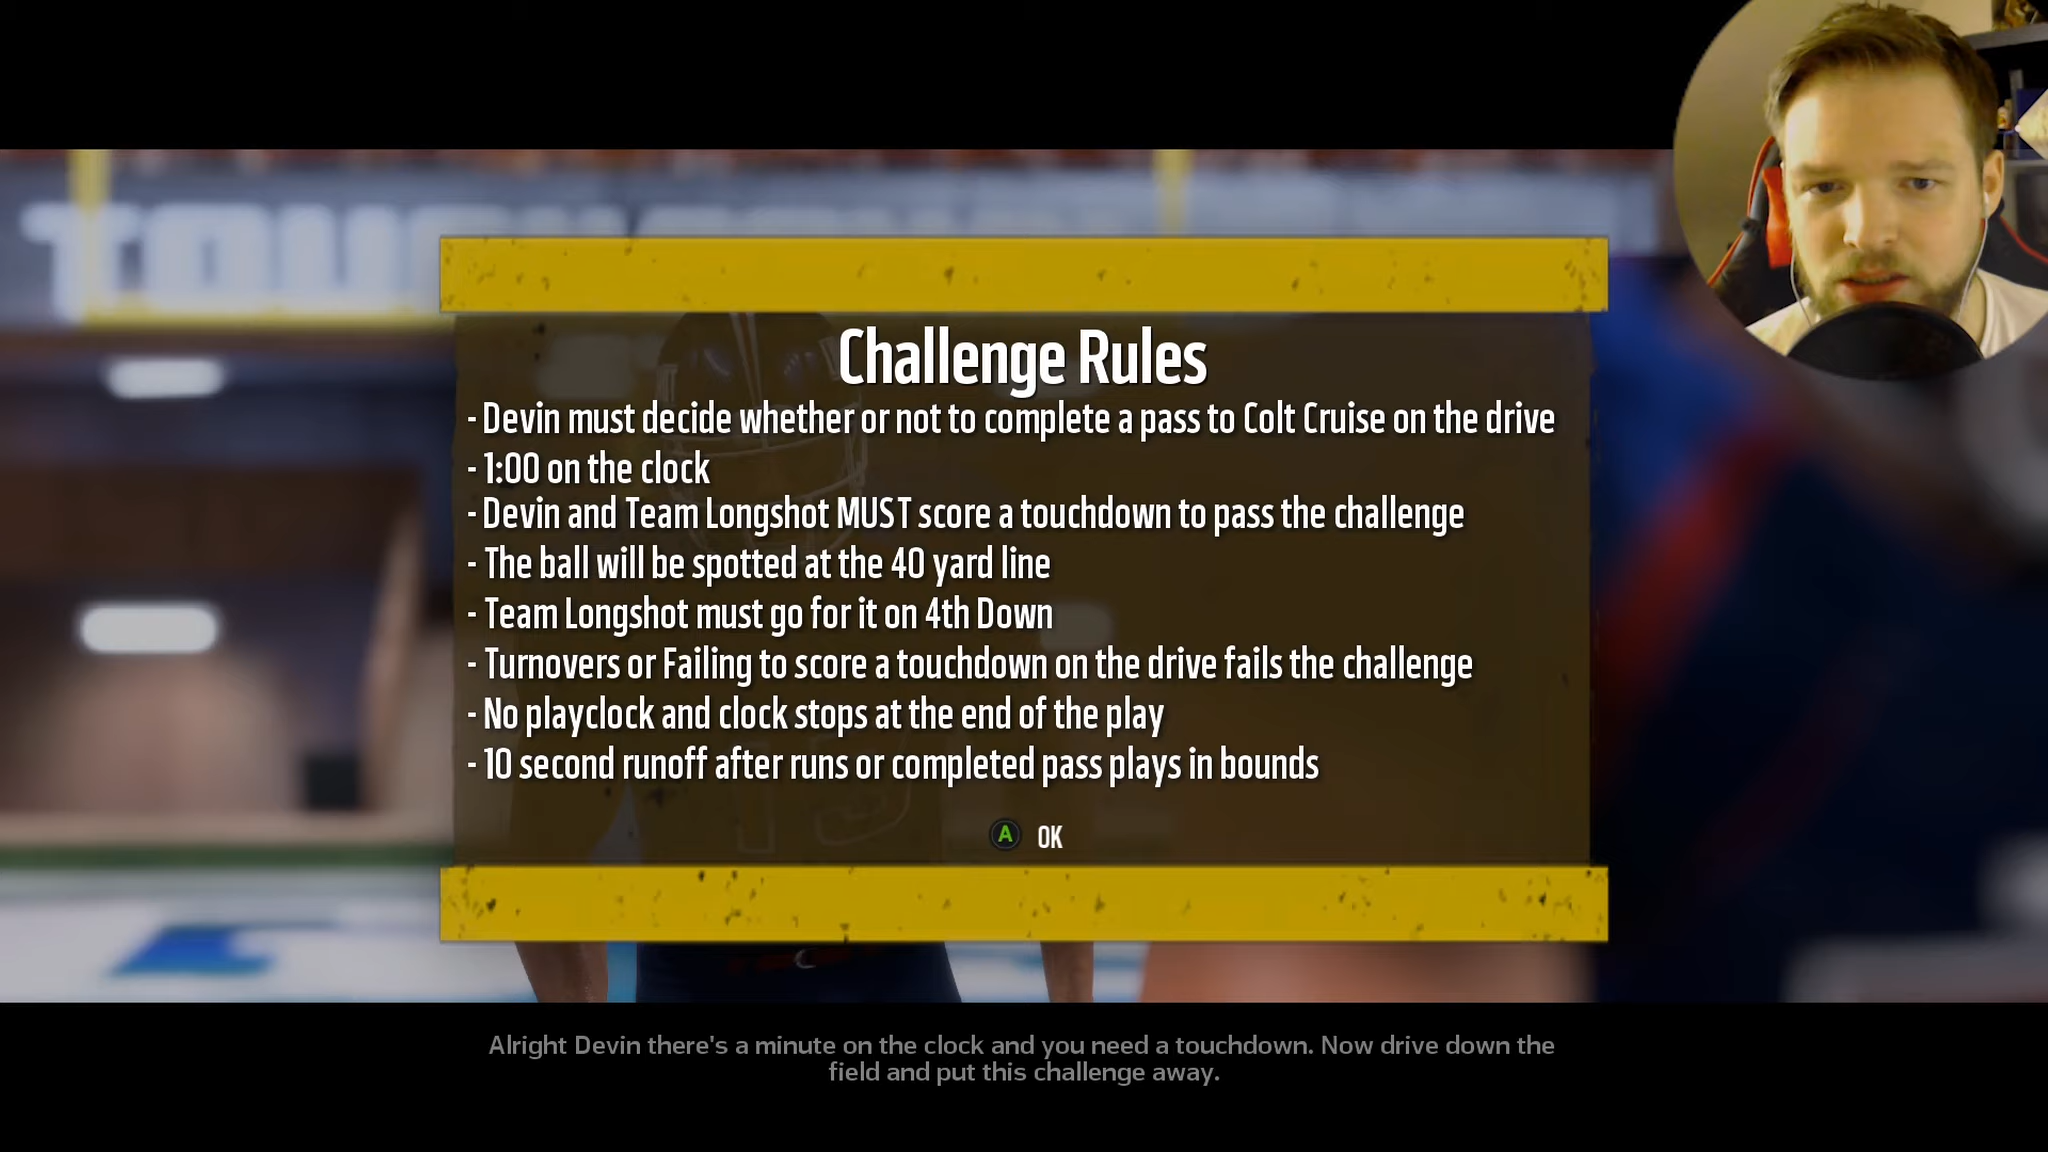 TOU
Challenge Rules
- Devin must decide whether or not to complete a pass to Colt Cruise on the drive
- 1:00 on the clock
- Devin and Team Longshot MUST score a touchdown to pass the challenge
- The ball will be spotted at the 40 yard line
- Team Longshot must go for it on 4th Down
- Turnovers or Failing to score a touchdown on the drive fails the challenge
- No playclock and clock stops at the end of the play
- 10 second runoff after runs or completed pass plays in bounds
A OK
Alright Devin there's a minute on the clock and you need a touchdown. Now drive down the
field and put this challenge away.